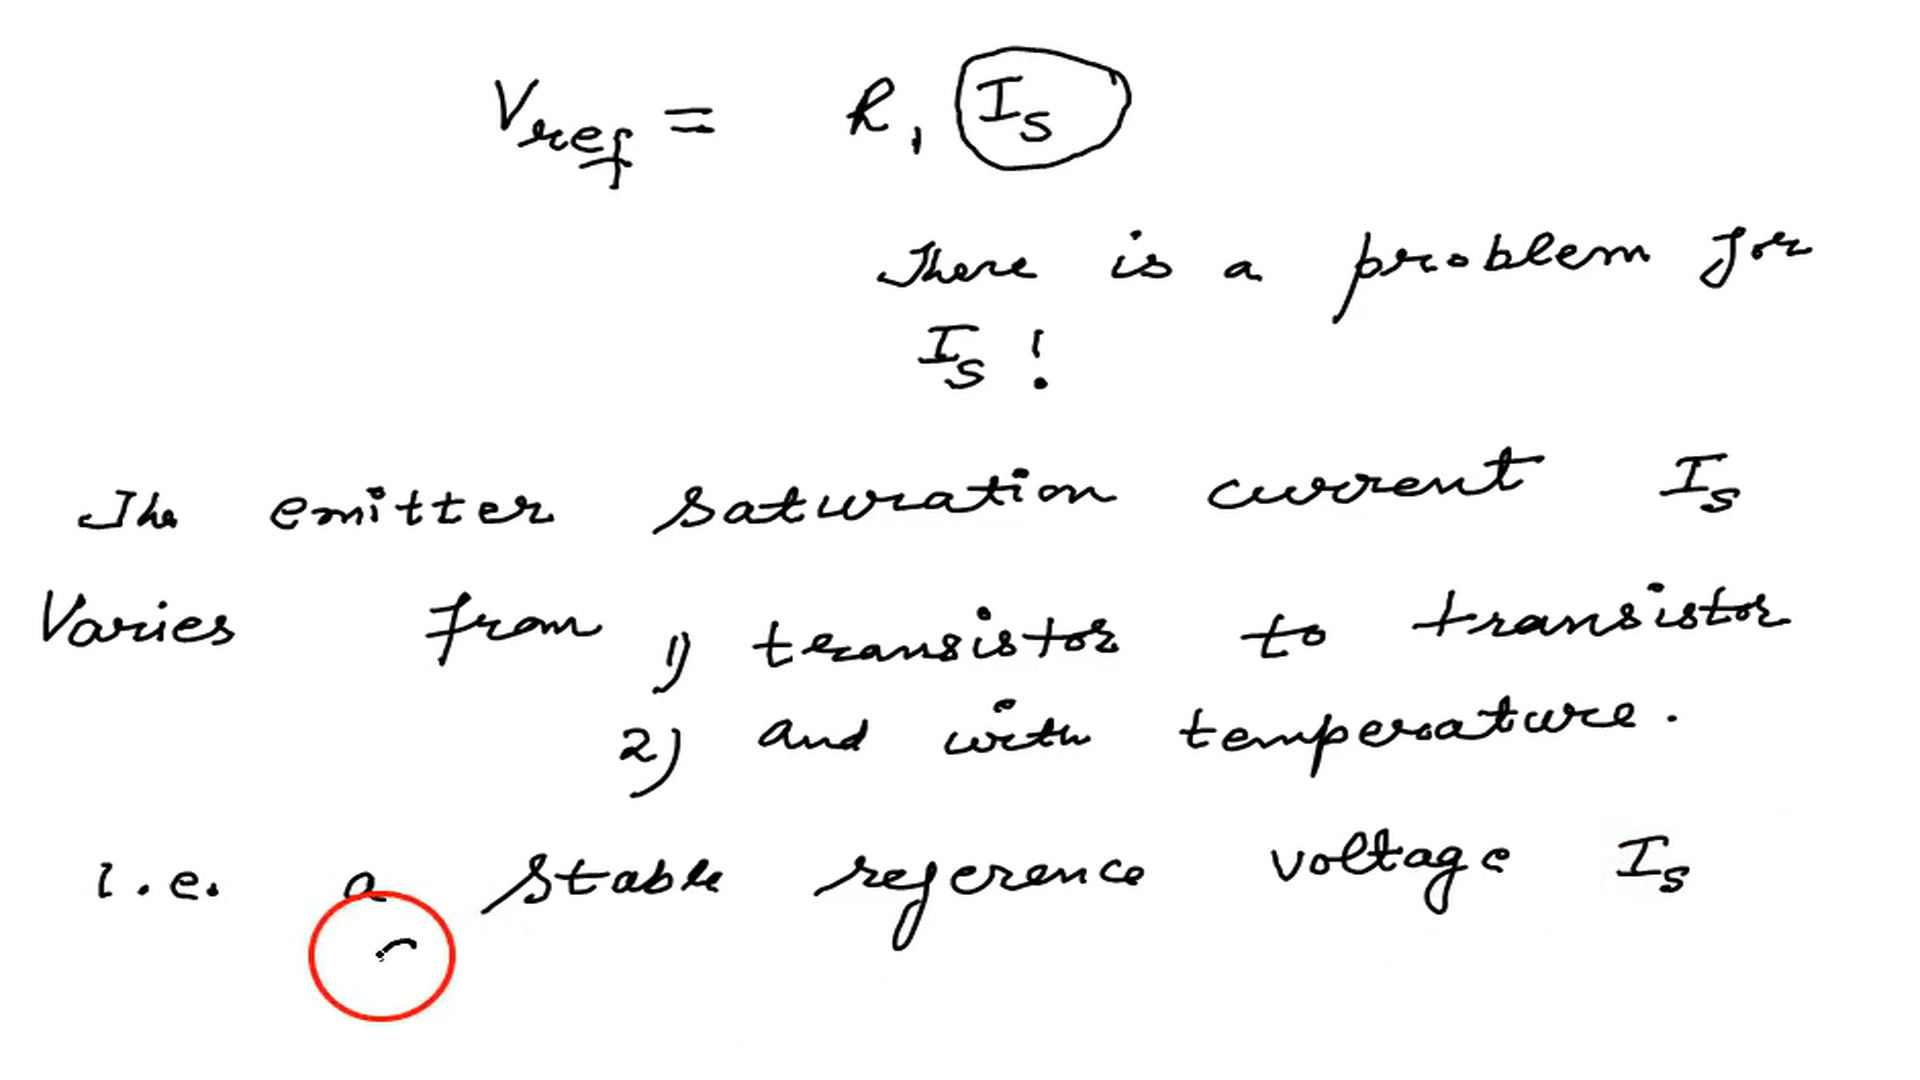 Vref = R1 IS
There is a problem for
IS !
The emitter saturation current IS
Varies from 1) transistor to transistor
2) and with temperature.
i.e. a stable reference voltage IS